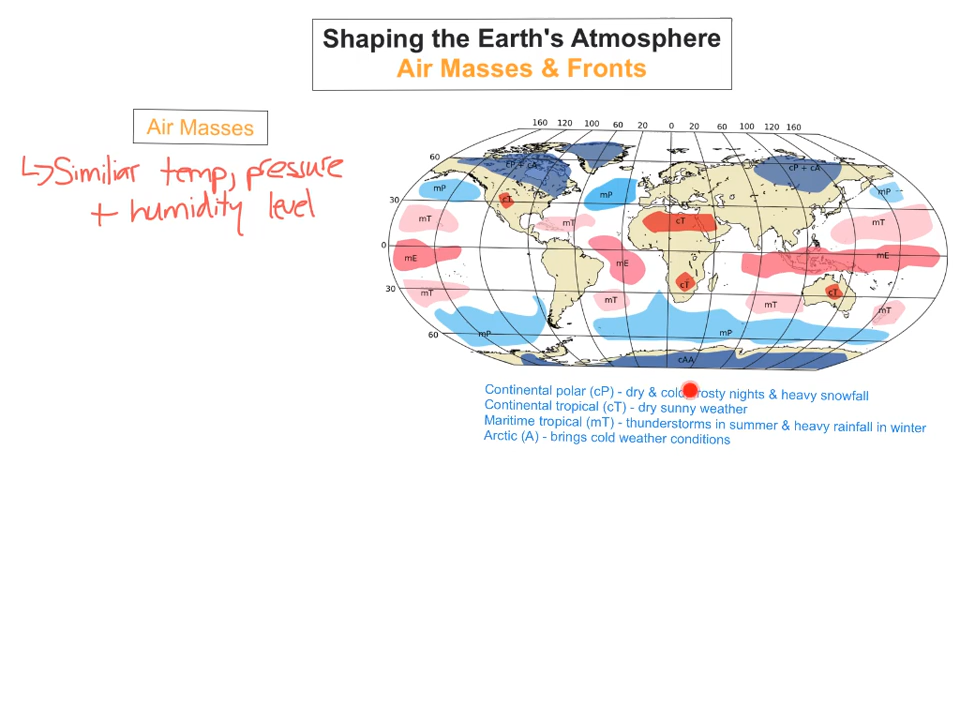 Shaping the Earth's Atmosphere
Air Masses & Fronts
Air Masses
↳ Similiar temp, pressure
+ humidity level
160 120 100 60 20 0 20 60 100 120 160
60
cP + cA
cP + cA
mP
mP
mP
30
cT
mT
mT
cT
mT
0
mE
mE
mE
30
mT
mT
cT
mT
cT
mT
60
mP
mP
cAA
Continental polar (cP) - dry & cold frosty nights & heavy snowfall
Continental tropical (cT) - dry sunny weather
Maritime tropical (mT) - thunderstorms in summer & heavy rainfall in winter
Arctic (A) - brings cold weather conditions